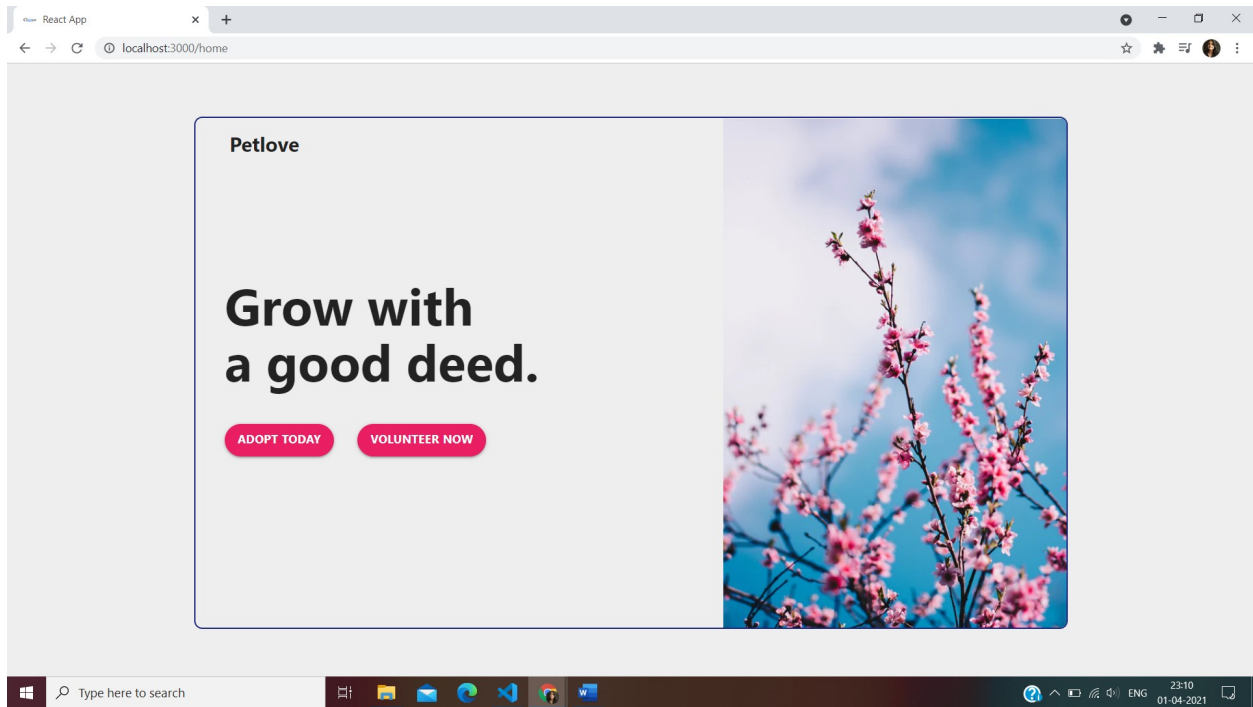 React App
localhost:3000/home
Petlove
Grow with
a good deed.
ADOPT TODAY
VOLUNTEER NOW
Type here to search
ENG
23:10
01-04-2021